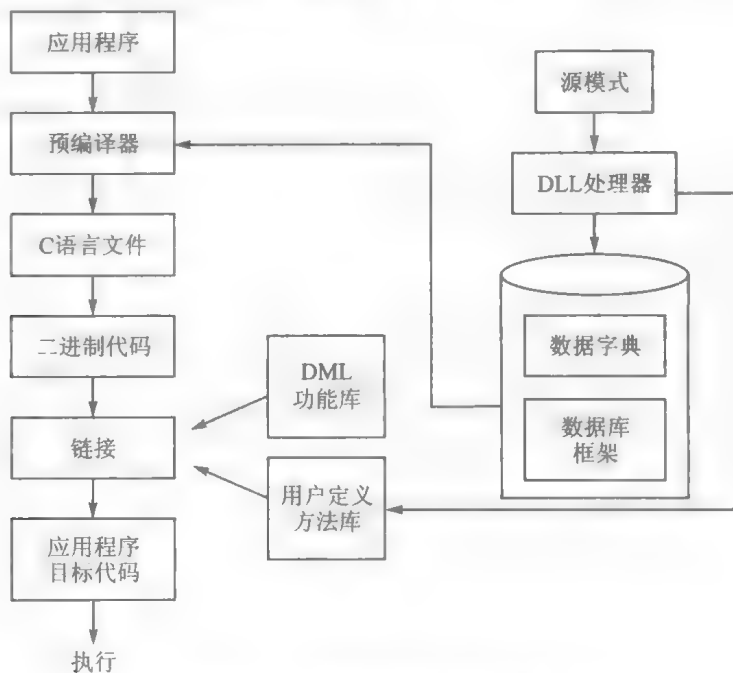 应用程序
预编译器
C语言文件
二进制代码
链接
应用程序
目标代码
执行
DML
功能库
用户定义
方法库
源模式
DLL处理器
数据字典
数据库
框架